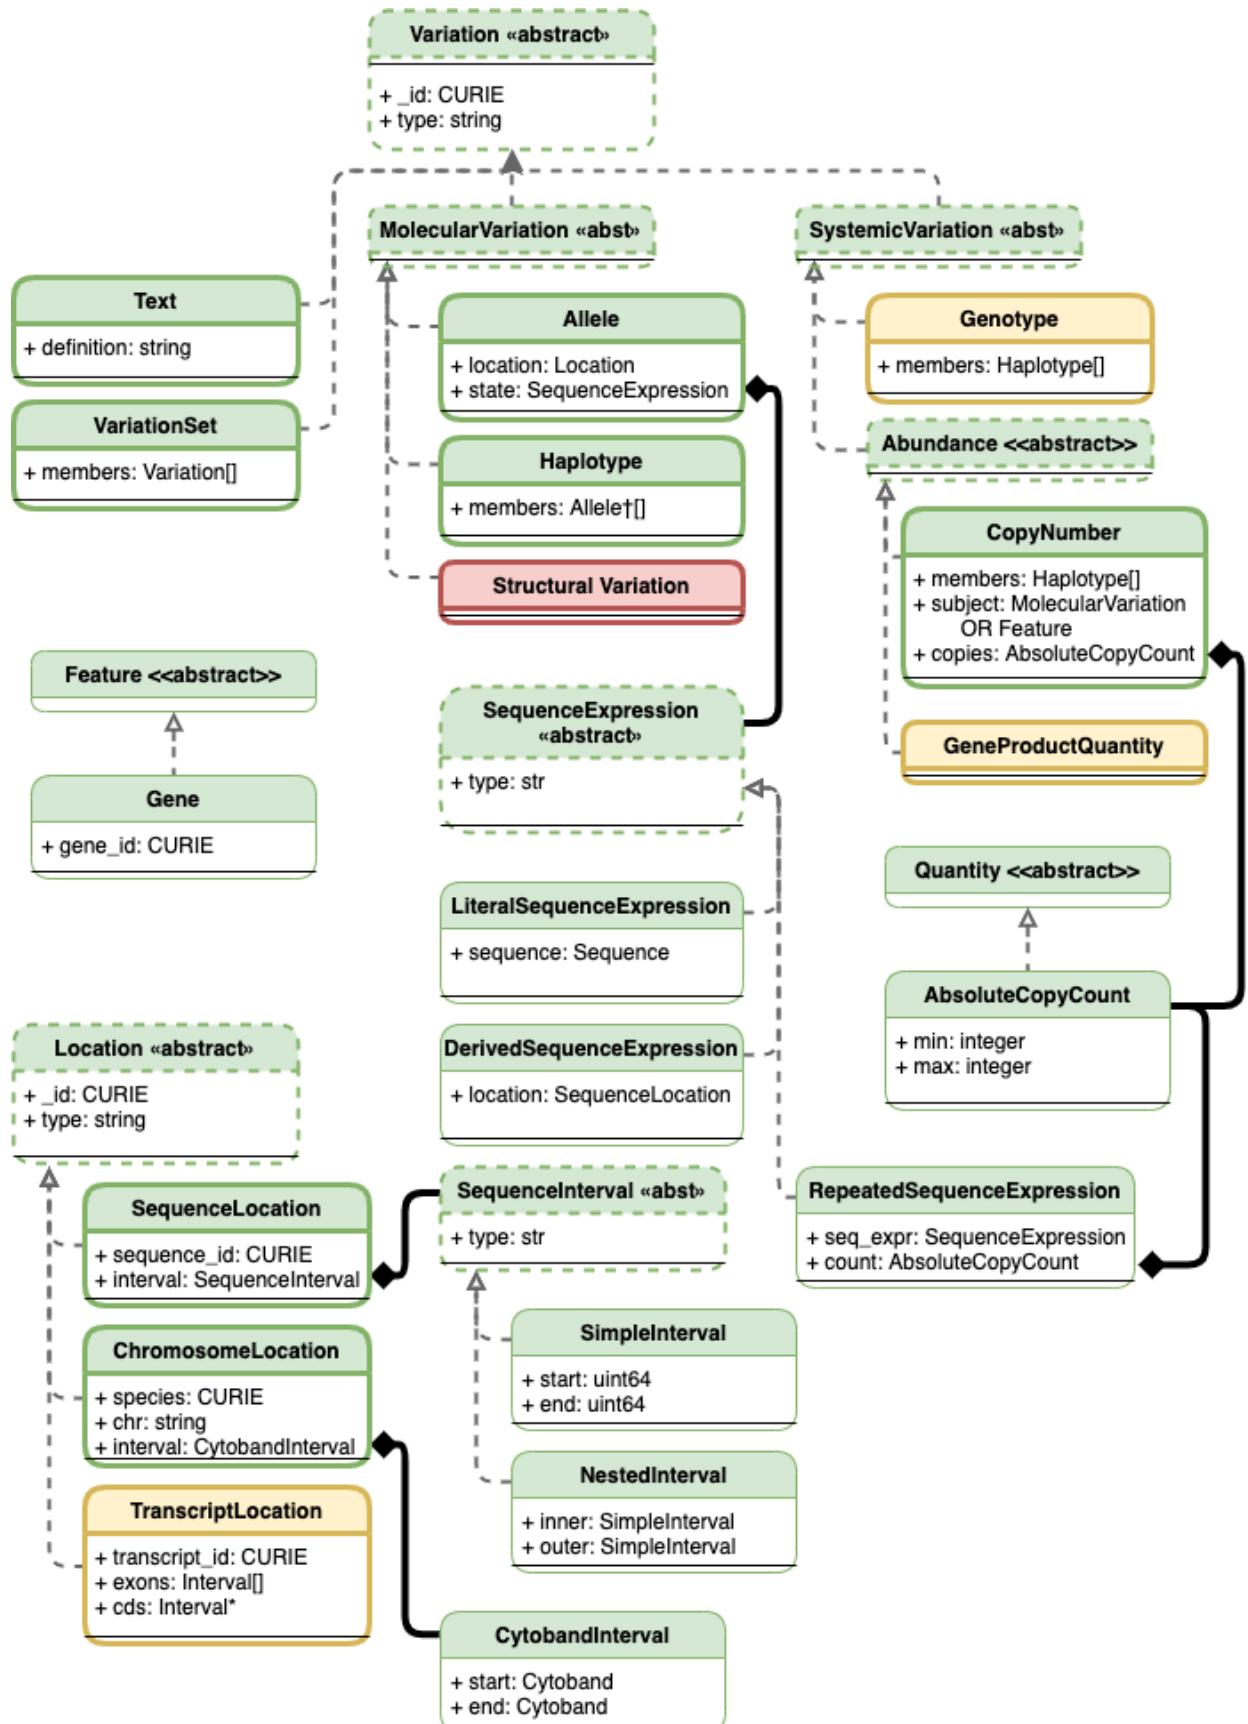 Variation «abstract»
+ _id: CURIE
+ type: string
MolecularVariation «abst»
SystemicVariation «abst»
Text
+ definition: string
VariationSet
+ members: Variation[]
Allele
+ location: Location
+ state: SequenceExpression
Haplotype
+ members: Allele†[]
Structural Variation
Genotype
+ members: Haplotype[]
Abundance <<abstract>>
CopyNumber
+ members: Haplotype[]
+ subject: MolecularVariation
OR Feature
+ copies: AbsoluteCopyCount
GeneProductQuantity
Feature <<abstract>>
Gene
+ gene_id: CURIE
SequenceExpression
«abstract»
+ type: str
LiteralSequenceExpression
+ sequence: Sequence
DerivedSequenceExpression
+ location: SequenceLocation
Quantity <<abstract>>
AbsoluteCopyCount
+ min: integer
+ max: integer
RepeatedSequenceExpression
+ seq_expr: SequenceExpression
+ count: AbsoluteCopyCount
Location «abstract»
+ _id: CURIE
+ type: string
SequenceLocation
+ sequence_id: CURIE
+ interval: SequenceInterval
ChromosomeLocation
+ species: CURIE
+ chr: string
+ interval: CytobandInterval
TranscriptLocation
+ transcript_id: CURIE
+ exons: Interval[]
+ cds: Interval*
SequenceInterval «abst»
+ type: str
SimpleInterval
+ start: uint64
+ end: uint64
NestedInterval
+ inner: SimpleInterval
+ outer: SimpleInterval
CytobandInterval
+ start: Cytoband
+ end: Cytoband